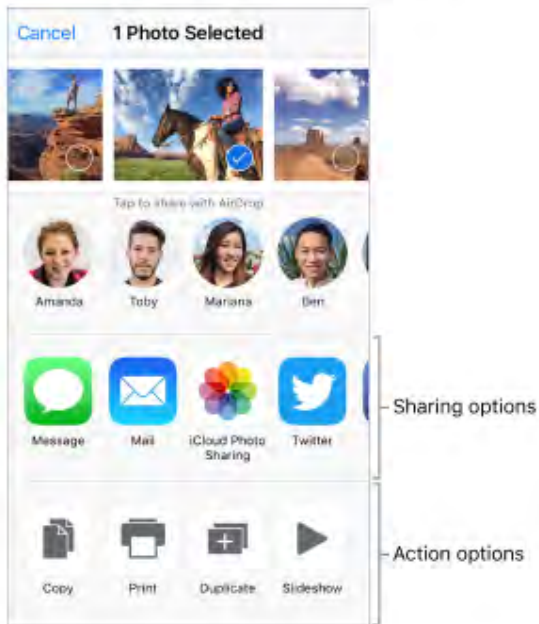 Cancel 1 Photo Selected
Tap to share with AirDrop
Amanda Toby Mariana Ben
Message Mail iCloud Photo Sharing Twitter
Sharing options
Copy Print Duplicate Slideshow
Action options